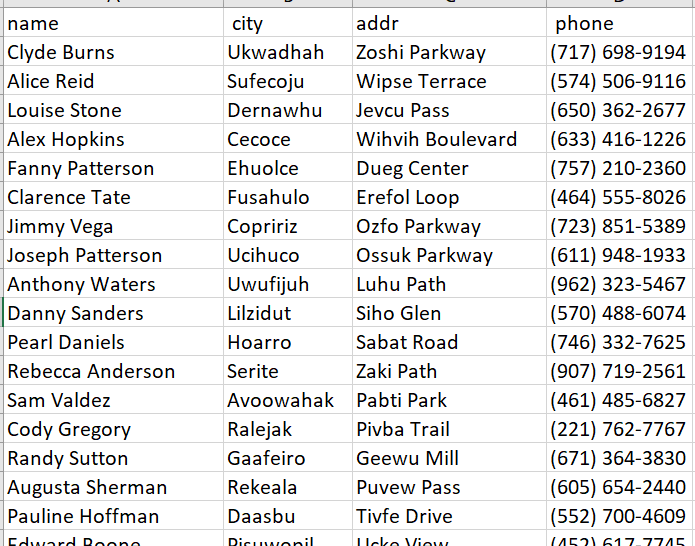 name city addr phone
Clyde Burns Ukwadhah Zoshi Parkway (717) 698-9194
Alice Reid Sufecoju Wipse Terrace (574) 506-9116
Louise Stone Dernawhu Jevcu Pass (650) 362-2677
Alex Hopkins Cecoce Wihvih Boulevard (633) 416-1226
Fanny Patterson Ehuolce Dueg Center (757) 210-2360
Clarence Tate Fusahulo Erefol Loop (464) 555-8026
Jimmy Vega Copririz Ozfo Parkway (723) 851-5389
Joseph Patterson Ucihuco Ossuk Parkway (611) 948-1933
Anthony Waters Uwufijuh Luhu Path (962) 323-5467
Danny Sanders Lilzidut Siho Glen (570) 488-6074
Pearl Daniels Hoarro Sabat Road (746) 332-7625
Rebecca Anderson Serite Zaki Path (907) 719-2561
Sam Valdez Avoowahak Pabti Park (461) 485-6827
Cody Gregory Ralejak Pivba Trail (221) 762-7767
Randy Sutton Gaafeiro Geewu Mill (671) 364-3830
Augusta Sherman Rekeala Puvew Pass (605) 654-2440
Pauline Hoffman Daasbu Tivfe Drive (552) 700-4609
Edward Boone View (452) 617-7745